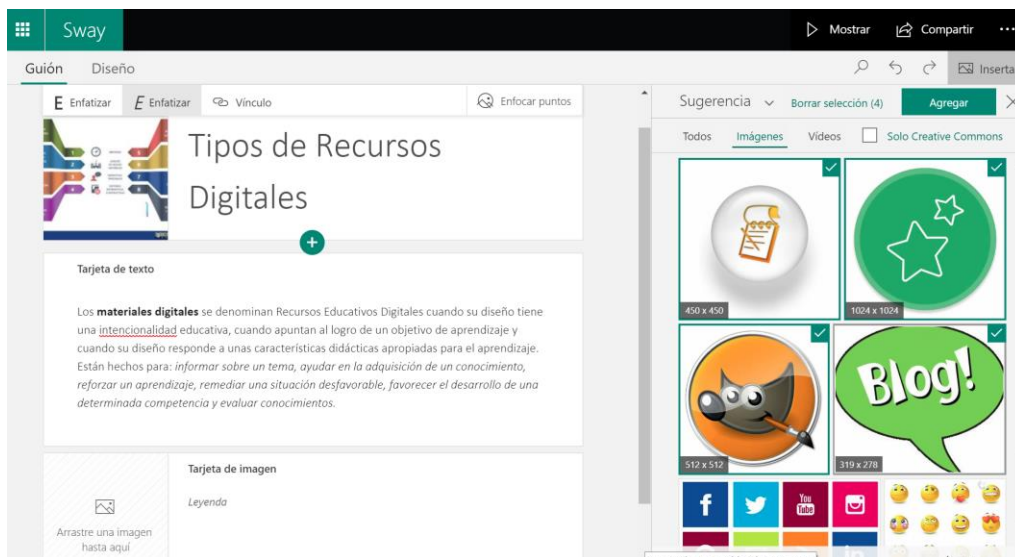 Sway
Mostrar
Compartir
Guión
Diseño
Inserta
E Enfatizar
E Enfatizar
Vínculo
Enfocar puntos
Tipos de Recursos
Digitales
Tarjeta de texto
Los materiales digitales se denominan Recursos Educativos Digitales cuando su diseño tiene
una intencionalidad educativa, cuando apuntan al logro de un objetivo de aprendizaje y
cuando su diseño responde a unas características didácticas apropiadas para el aprendizaje.
Están hechos para: informar sobre un tema, ayudar en la adquisición de un conocimiento,
reforzar un aprendizaje, remediar una situación desfavorable, favorecer el desarrollo de una
determinada competencia y evaluar conocimientos.
Tarjeta de imagen
Leyenda
Arrastre una imagen
hasta aquí
Sugerencia
Borrar selección (4)
Agregar
Todos
Imágenes
Vídeos
Solo Creative Commons
450 x 450
1024 x 1024
512 x 512
Blog!
319 x 278
f
You
Tube
in